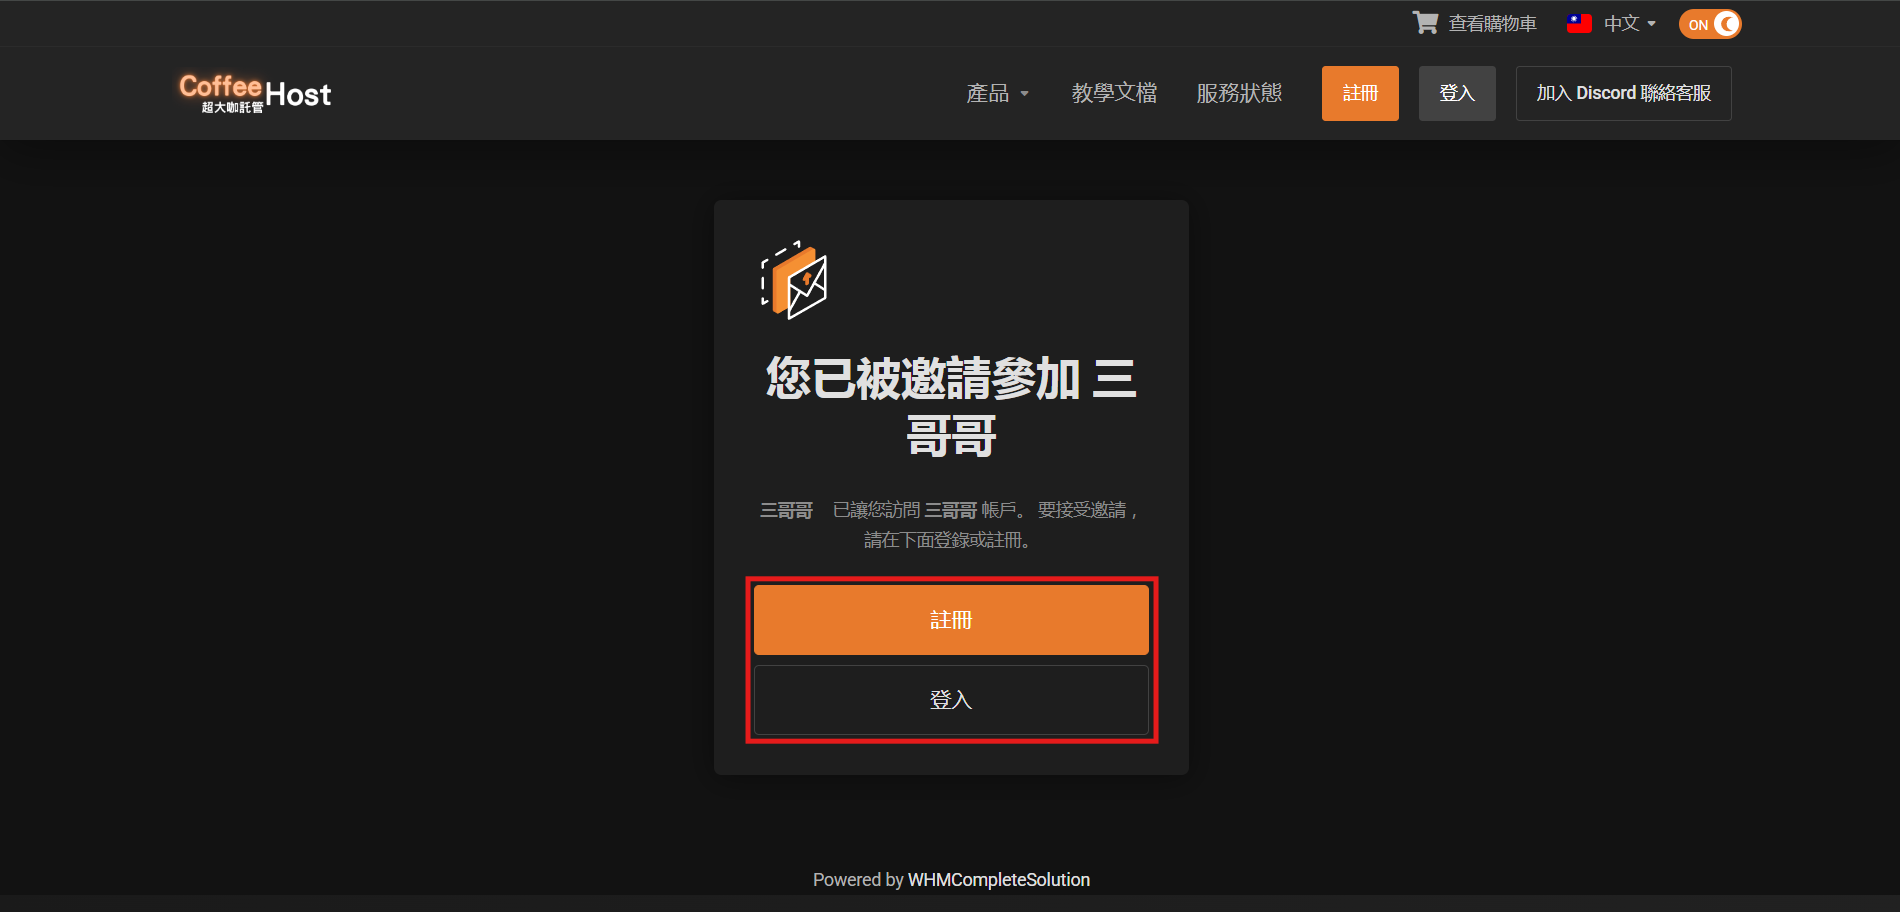 查看購物車 中文 ON
Coffee Host
超大咖託管
產品 教學文檔 服務狀態 註冊 登入 加入 Discord 聯絡客服
您已被邀請參加 三
哥哥
三哥哥 已讓您訪問 三哥哥 帳戶。 要接受邀請，
請在下面登錄或註冊。
註冊
登入
Powered by WHMCompleteSolution